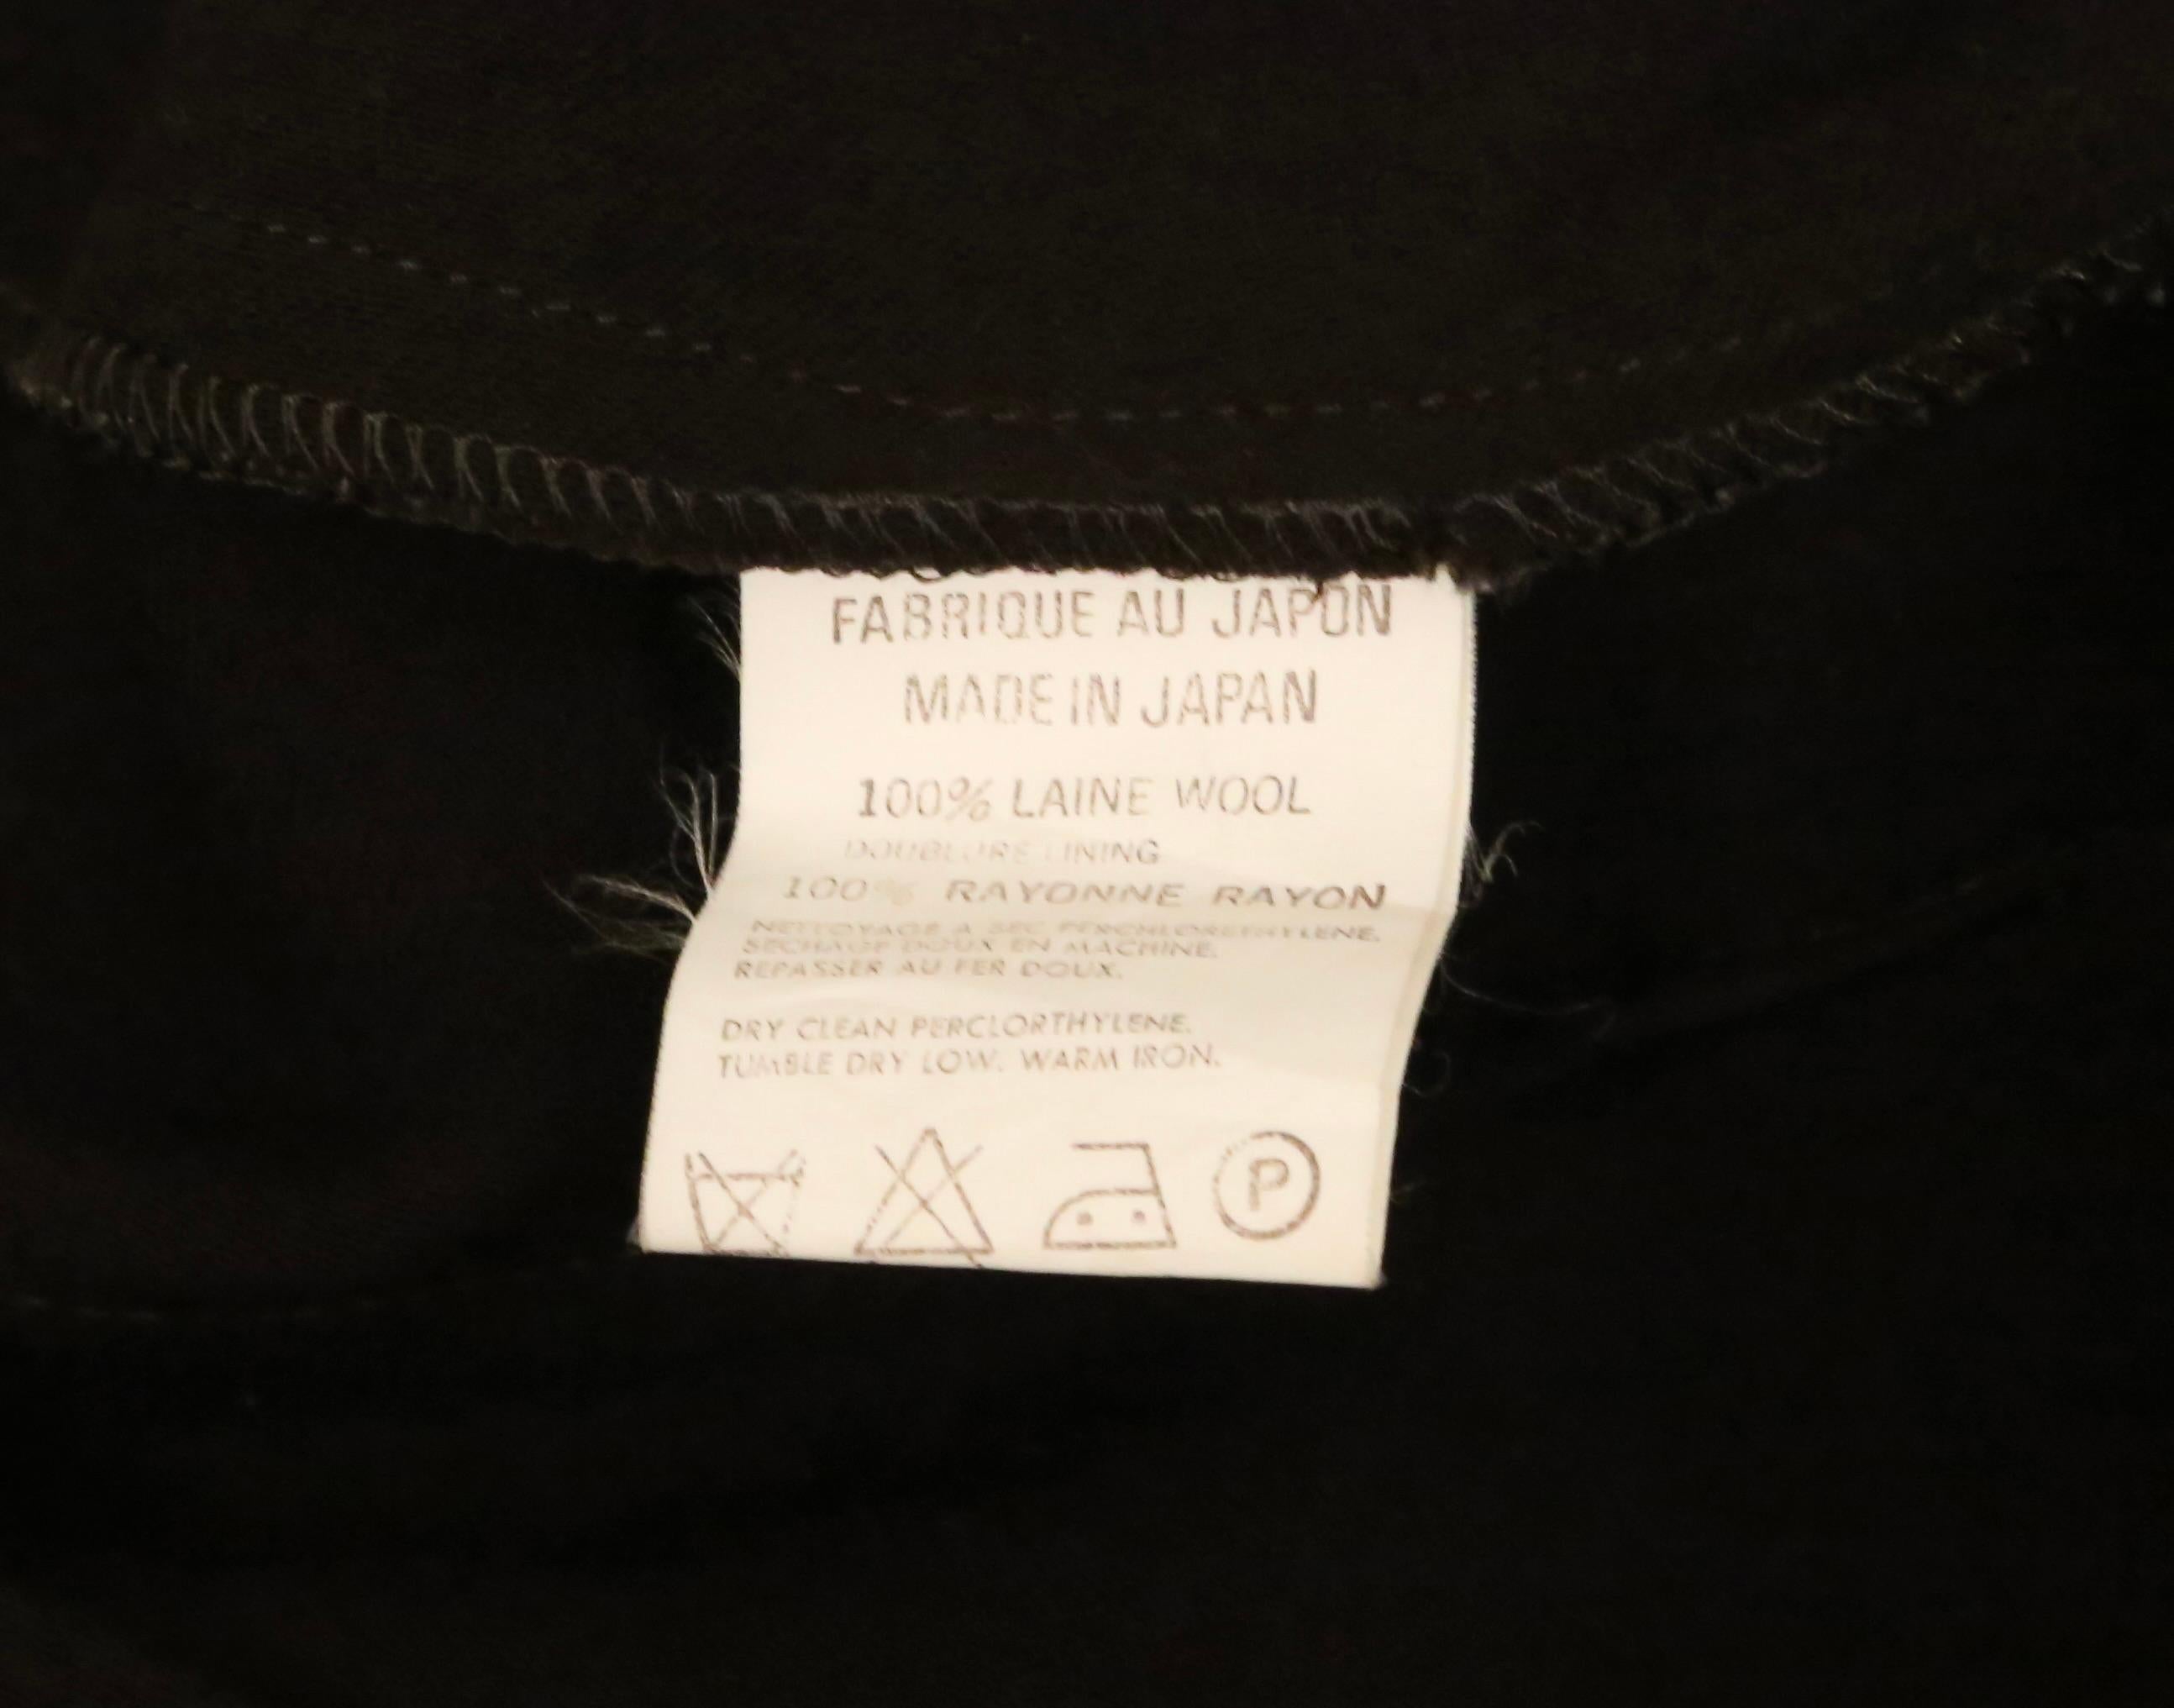 FABRIQUE AU JAPON
MADE IN JAPAN
100% LAINE WOOL
DOUBLURE LINING
100% RAYONNE RAYON
NETTOYAGE A SEC PERCHLORETHYLENE.
SECHAGE DOUX EN MACHINE.
REPASSER AU FER DOUX.
DRY CLEAN PERCLORTHYLENE.
TUMBLE DRY LOW. WARM IRON.
P